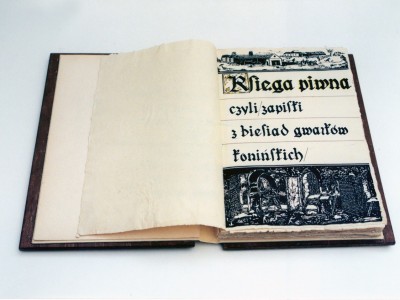 Księga piwna
czyli/zapiski
z biesiad gwarków
konińskich/